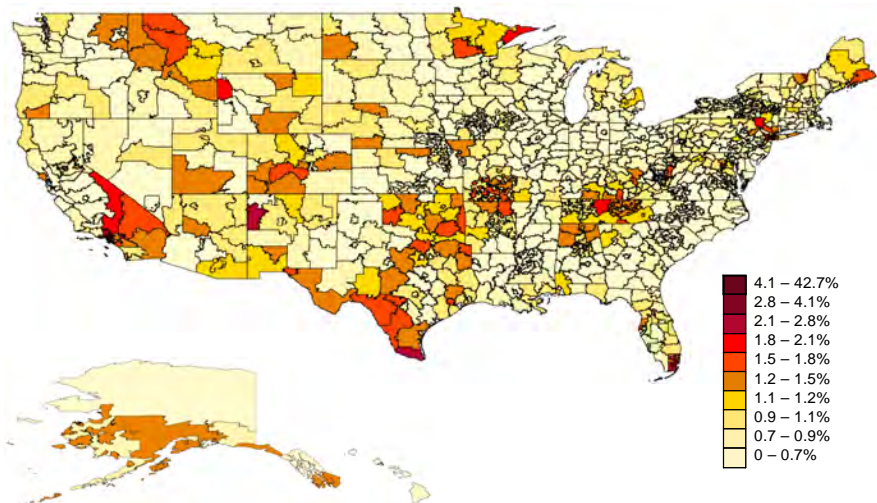 4.1 – 42.7%
2.8 – 4.1%
2.1 – 2.8%
1.8 – 2.1%
1.5 – 1.8%
1.2 – 1.5%
1.1 – 1.2%
0.9 – 1.1%
0.7 – 0.9%
0 – 0.7%